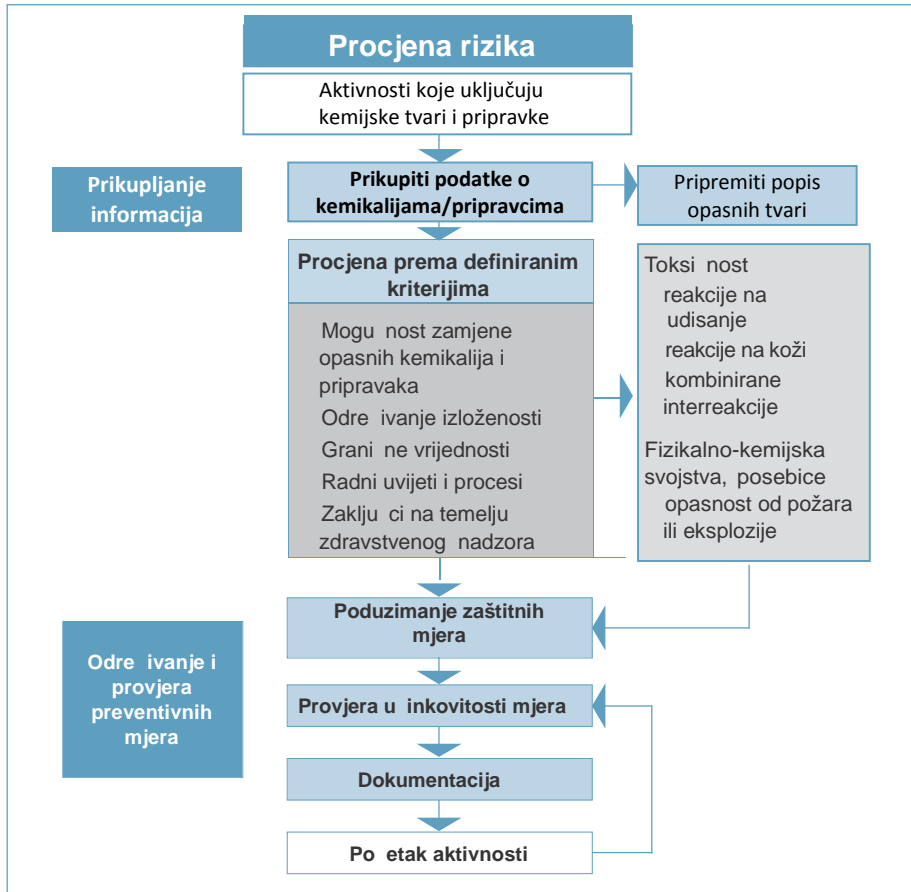 Procjena rizika
Aktivnosti koje uključuju
kemijske tvari i pripravke
Prikupljanje
informacija
Prikupiti podatke o
kemikalijama/pripravcima
Pripremiti popis
opasnih tvari
Procjena prema definiranim
kriterijima
Mogu nost zamjene
opasnih kemikalija i
pripravaka
Odre ivanje izloženosti
Grani ne vrijednosti
Radni uvijeti i procesi
Zaklju ci na temelju
zdravstvenog nadzora
Toksi nost
reakcije na
udisanje
reakcije na koži
kombinirane
interreakcije
Fizikalno-kemijska
svojstva, posebice
opasnost od požara
ili eksplozije
Poduzimanje zaštitnih
mjera
Odre ivanje i
provjera
preventivnih
mjera
Provjera u inkovitosti mjera
Dokumentacija
Po etak aktivnosti